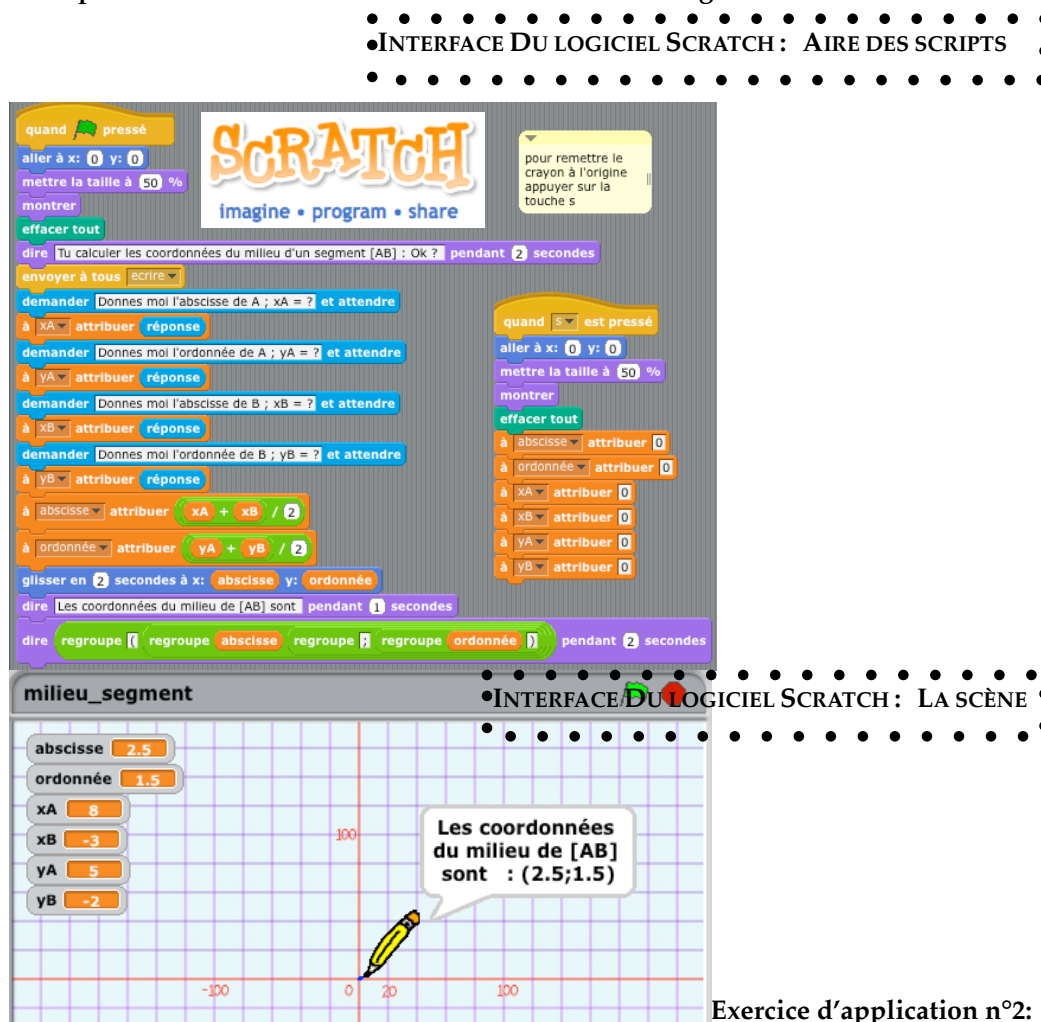 INTERFACE DU LOGICIEL SCRATCH : AIRE DES SCRIPTS
quand pressé
aller à x: 0 y: 0
mettre la taille à 50 %
montrer
effacer tout
dire Tu calculer les coordonnées du milieu d'un segment [AB] : Ok ? pendant 2 secondes
envoyer à tous ecrire
demander Donnes moi l'abscisse de A ; xA = ? et attendre
à xA attribuer réponse
demander Donnes moi l'ordonnée de A ; yA = ? et attendre
à yA attribuer réponse
demander Donnes moi l'abscisse de B ; xB = ? et attendre
à xB attribuer réponse
demander Donnes moi l'ordonnée de B ; yB = ? et attendre
à yB attribuer réponse
à abscisse attribuer xA + xB / 2
à ordonnée attribuer yA + yB / 2
glisser en 2 secondes à x: abscisse y: ordonnée
dire Les coordonnées du milieu de [AB] sont pendant 1 secondes
dire regroupe ( regroupe abscisse regroupe ; regroupe ordonnée ) pendant 2 secondes
SCRATCH
imagine • program • share
pour remettre le
crayon à l'origine
appuyer sur la
touche s
quand s est pressé
aller à x: 0 y: 0
mettre la taille à 50 %
montrer
effacer tout
à abscisse attribuer 0
à ordonnée attribuer 0
à xA attribuer 0
à xB attribuer 0
à yA attribuer 0
à yB attribuer 0
INTERFACE DU LOGICIEL SCRATCH : LA SCÈNE
milieu_segment
abscisse 2.5
ordonnée 1.5
xA 8
xB -3
yA 5
yB -2
100
Les coordonnées
du milieu de [AB]
sont : (2.5;1.5)
-100 0 20 100
Exercice d'application n°2: